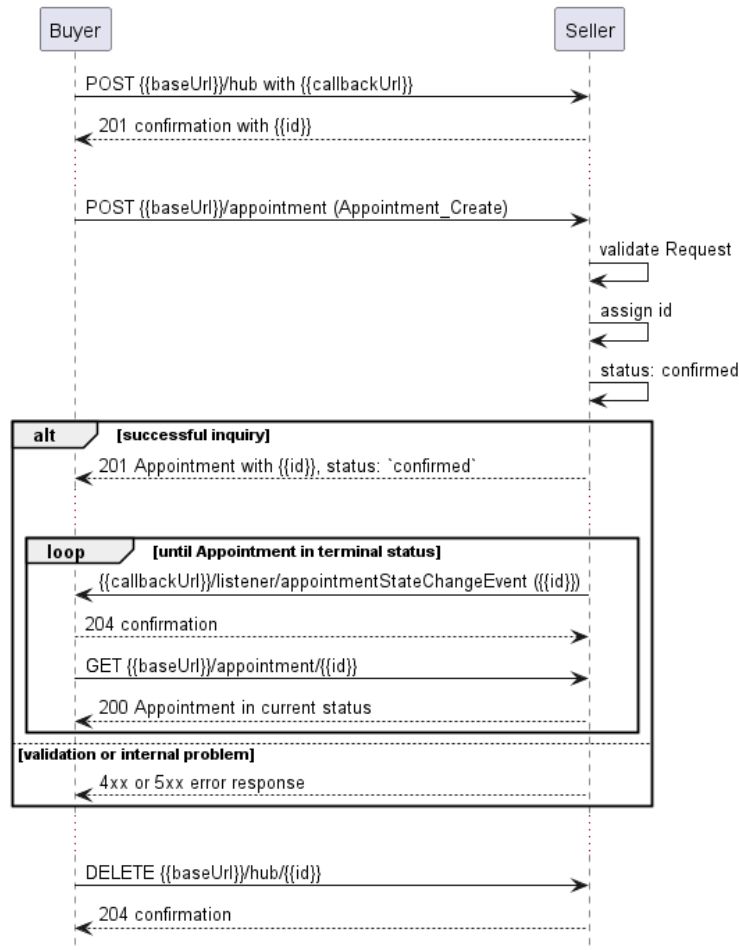 Buyer
Seller
POST {{baseUrl}}/hub with {{callbackUrl}}
201 confirmation with {{id}}
POST {{baseUrl}}/appointment (Appointment_Create)
validate Request
assign id
status: confirmed
alt [successful inquiry]
201 Appointment with {{id}}, status: `confirmed`
loop [until Appointment in terminal status]
{{callbackUrl}}/listener/appointmentStateChangeEvent ({{id}})
204 confirmation
GET {{baseUrl}}/appointment/{{id}}
200 Appointment in current status
[validation or internal problem]
4xx or 5xx error response
DELETE {{baseUrl}}/hub/{{id}}
204 confirmation